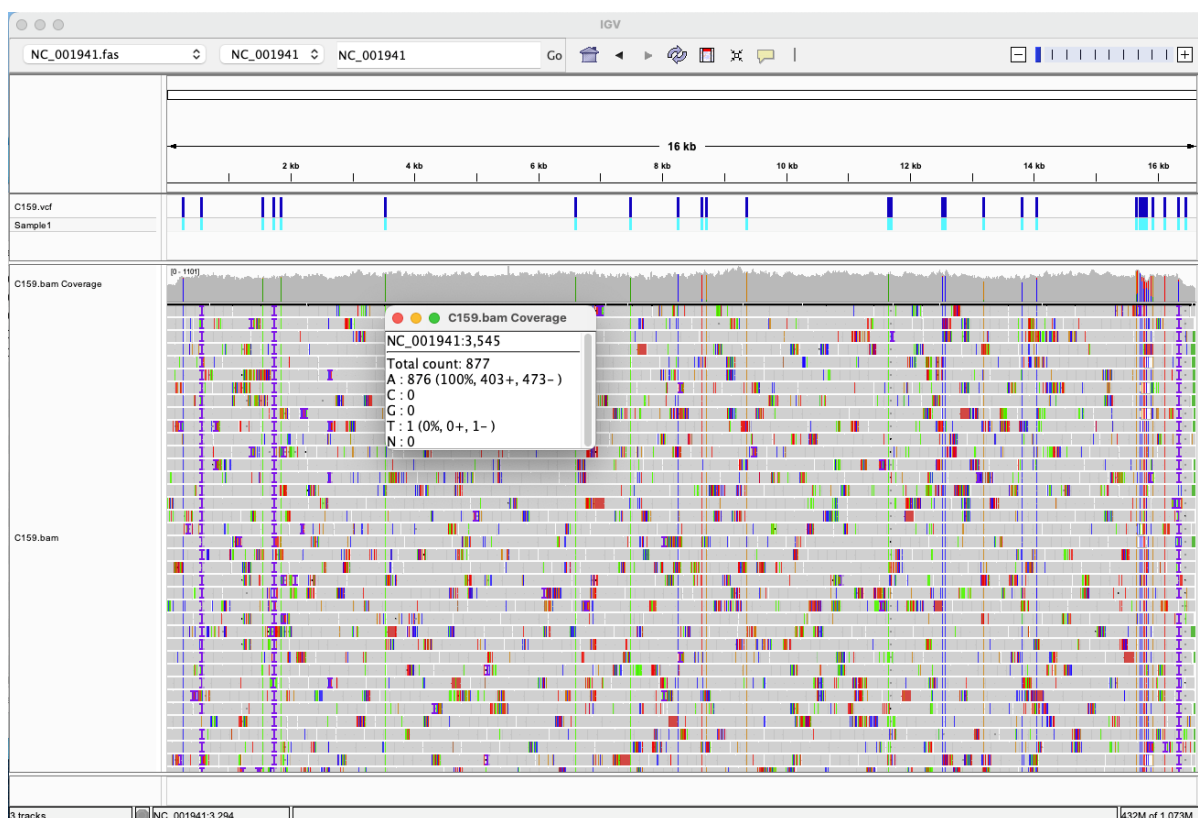 IGV
NC_001941.fas NC_001941 NC_001941 Go
16 kb
2 kb 4 kb 6 kb 8 kb 10 kb 12 kb 14 kb 16 kb
C159.vcf
Sample1
[0 - 1101]
C159.bam Coverage
C159.bam Coverage
NC_001941:3,545
Total count: 877
A : 876 (100%, 403+, 473- )
C : 0
G : 0
T : 1 (0%, 0+, 1- )
N : 0
C159.bam
3 tracks NC_001941:3,294 432M of 1,073M